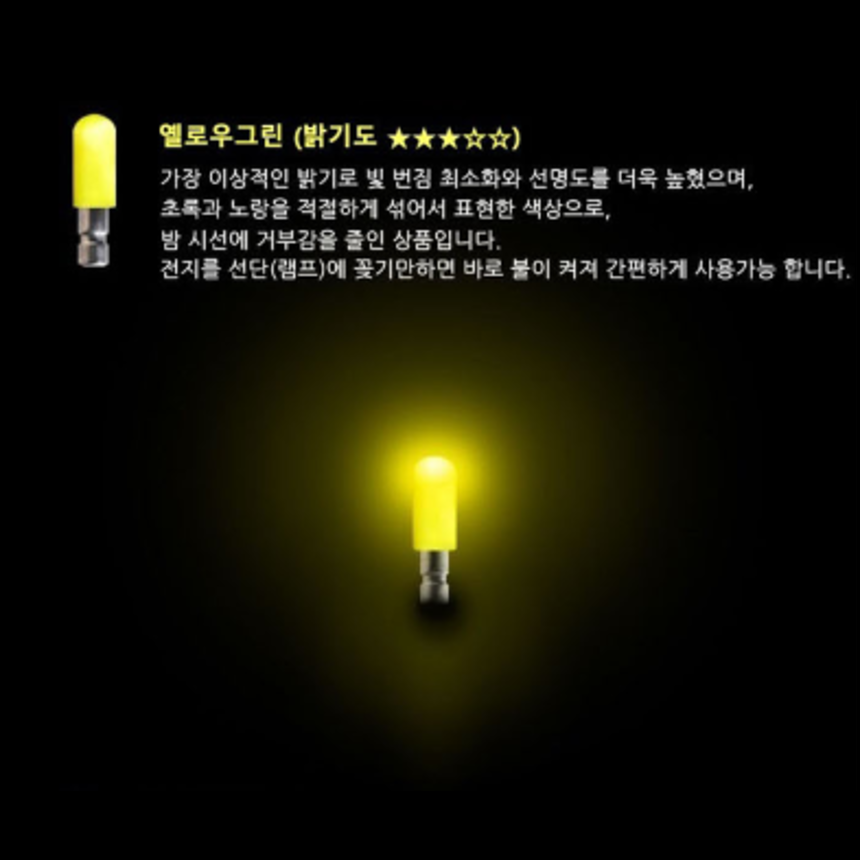 옐로우그린 (밝기도 ★★★☆☆)
가장 이상적인 밝기로 빛 번짐 최소화와 선명도를 더욱 높혔으며,
초록과 노랑을 적절하게 섞어서 표현한 색상으로,
밤 시선에 거부감을 줄인 상품입니다.
전지를 선단(램프)에 꽂기만하면 바로 불이 켜져 간편하게 사용가능 합니다.